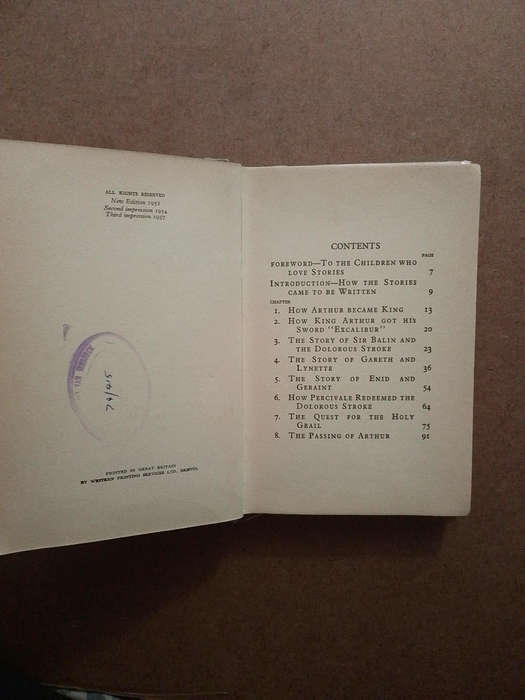 ALL RIGHTS RESERVED
New Edition 1952
Second impression 1954
Third impression 1957
PRINTED IN GREAT BRITAIN
BY WESTERN PRINTING SERVICES LTD. BRISTOL
CONTENTS
PAGE
FOREWORD—TO THE CHILDREN WHO
LOVE STORIES 7
INTRODUCTION—HOW THE STORIES
CAME TO BE WRITTEN 9
CHAPTER
1. HOW ARTHUR BECAME KING 13
2. HOW KING ARTHUR GOT HIS
SWORD "EXCALIBUR" 20
3. THE STORY OF SIR BALIN AND
THE DOLOROUS STROKE 23
4. THE STORY OF GARETH AND
LYNETTE 36
5. THE STORY OF ENID AND
GERAINT 54
6. HOW PERCIVALE REDEEMED THE
DOLOROUS STROKE 64
7. THE QUEST FOR THE HOLY
GRAIL 75
8. THE PASSING OF ARTHUR 91